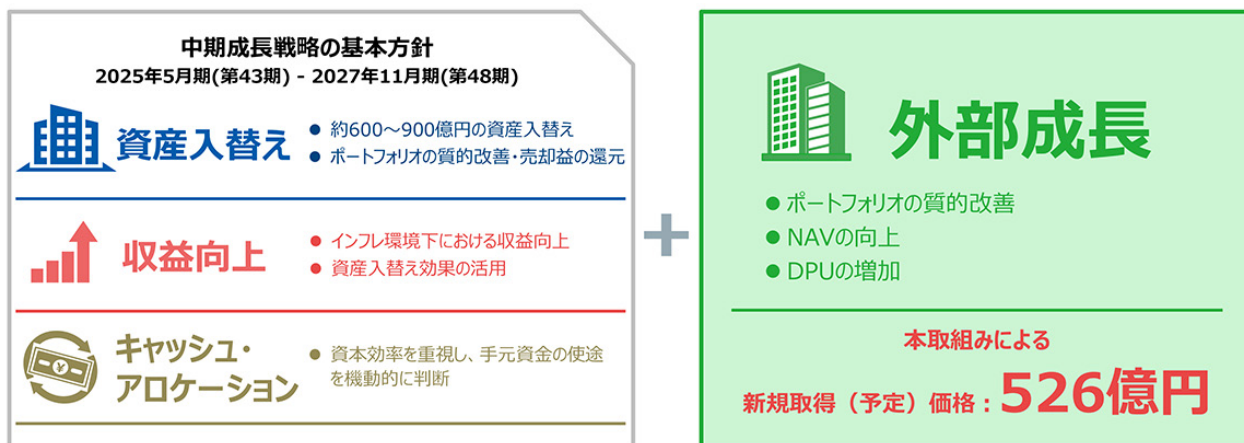 中期成長戦略の基本方針
2025年5月期(第43期) - 2027年11月期(第48期)
資産入替え
● 約600～900億円の資産入替え
● ポートフォリオの質的改善・売却益の還元
収益向上
● インフレ環境下における収益向上
● 資産入替え効果の活用
キャッシュ・
アロケーション
● 資本効率を重視し、手元資金の使途
を機動的に判断
¥
+
外部成長
● ポートフォリオの質的改善
● NAVの向上
● DPUの増加
本取組みによる
新規取得（予定）価格：526億円